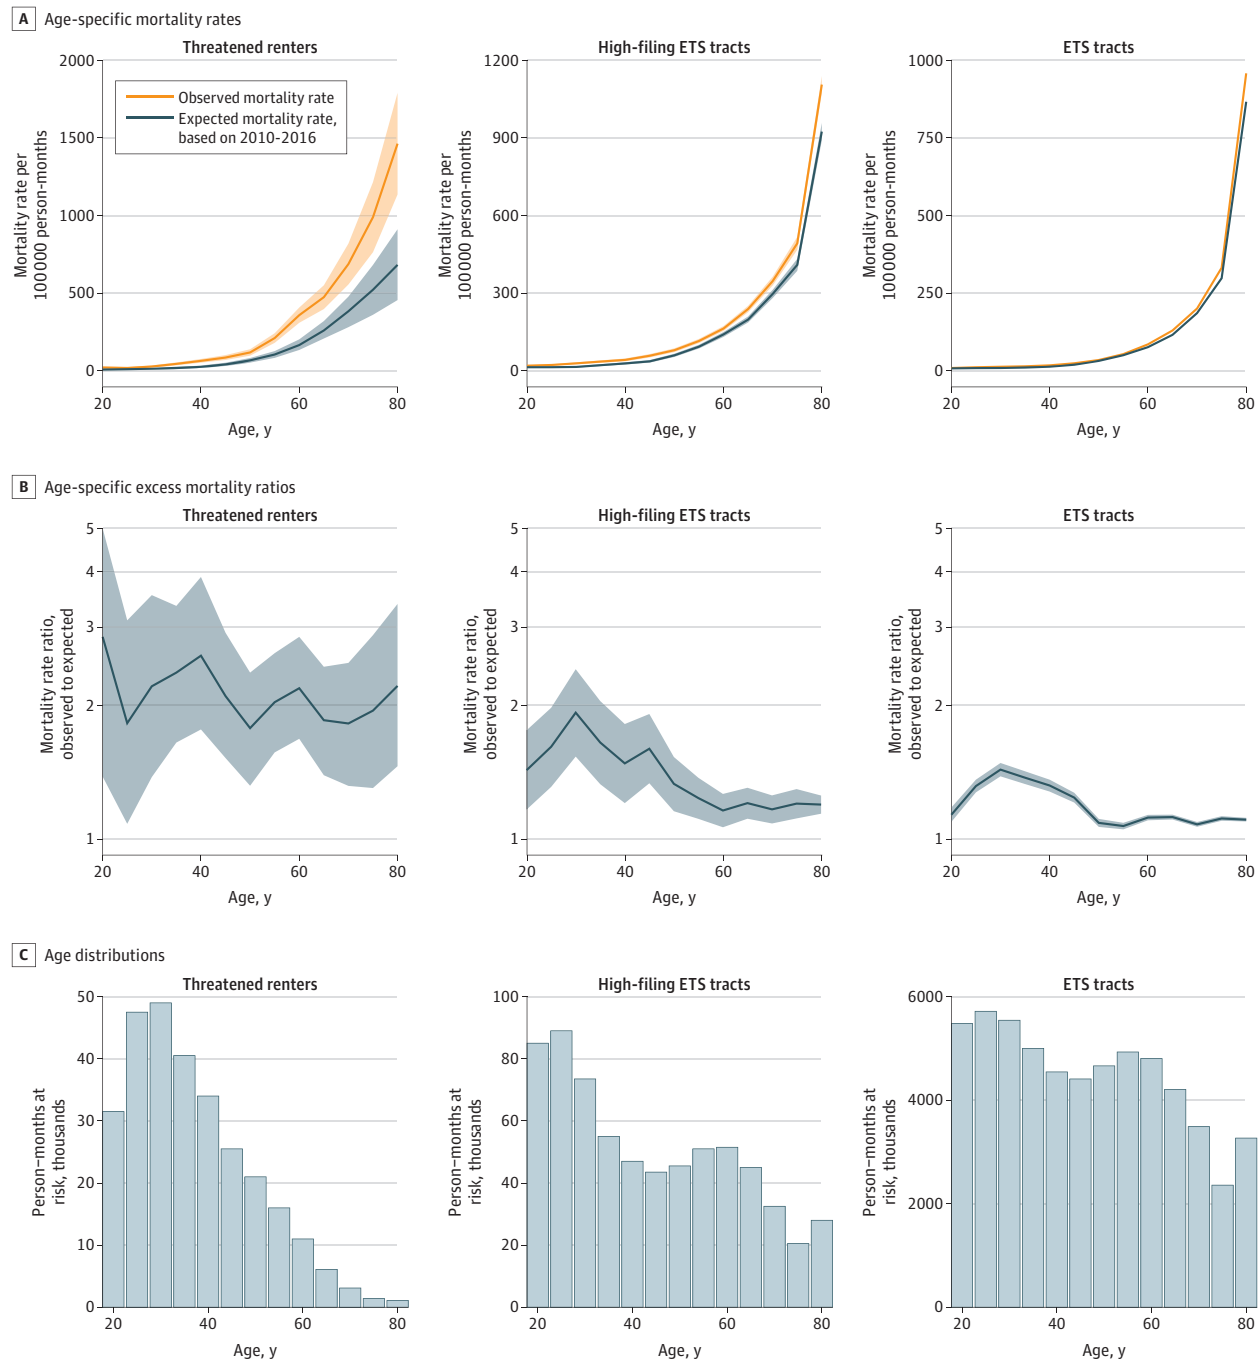 A Age-specific mortality rates
Threatened renters
Mortality rate per
100 000 person-months
2000
1500
1000
500
0
Observed mortality rate
Expected mortality rate,
based on 2010-2016
20 40 60 80
Age, y
High-filing ETS tracts
Mortality rate per
100 000 person-months
1200
900
600
300
0
20 40 60 80
Age, y
ETS tracts
Mortality rate per
100 000 person-months
1000
750
500
250
0
20 40 60 80
Age, y
B Age-specific excess mortality ratios
Threatened renters
Mortality rate ratio,
observed to expected
5
4
3
2
1
20 40 60 80
Age, y
High-filing ETS tracts
Mortality rate ratio,
observed to expected
5
4
3
2
1
20 40 60 80
Age, y
ETS tracts
Mortality rate ratio,
observed to expected
5
4
3
2
1
20 40 60 80
Age, y
C Age distributions
Threatened renters
Person–months at
risk, thousands
50
40
30
20
10
0
20 40 60 80
Age, y
High-filing ETS tracts
Person–months at
risk, thousands
100
80
60
40
20
0
20 40 60 80
Age, y
ETS tracts
Person–months at
risk, thousands
6000
4000
2000
0
20 40 60 80
Age, y